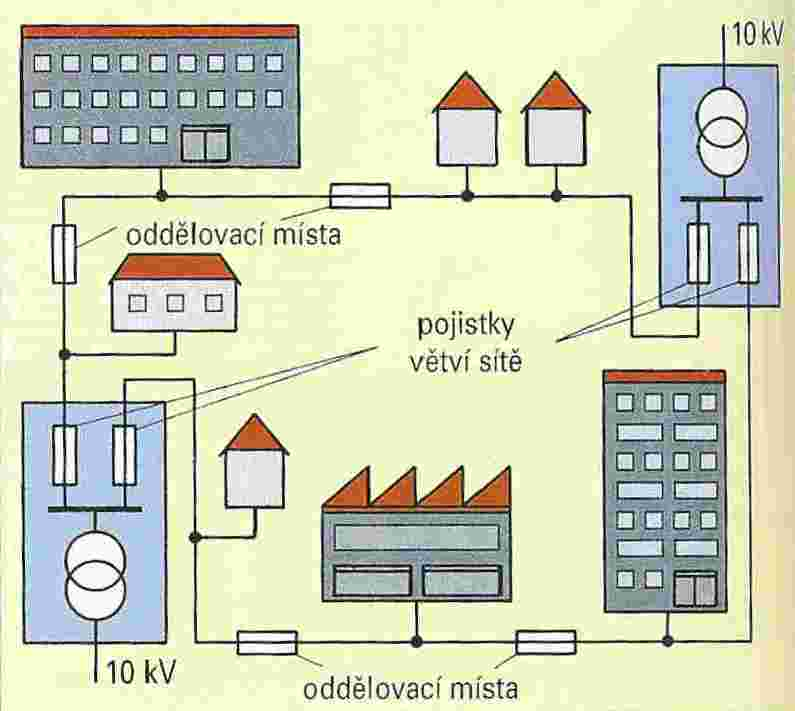 10 kV
oddělovací místa
pojistky
větví sítě
10 kV
oddělovací místa